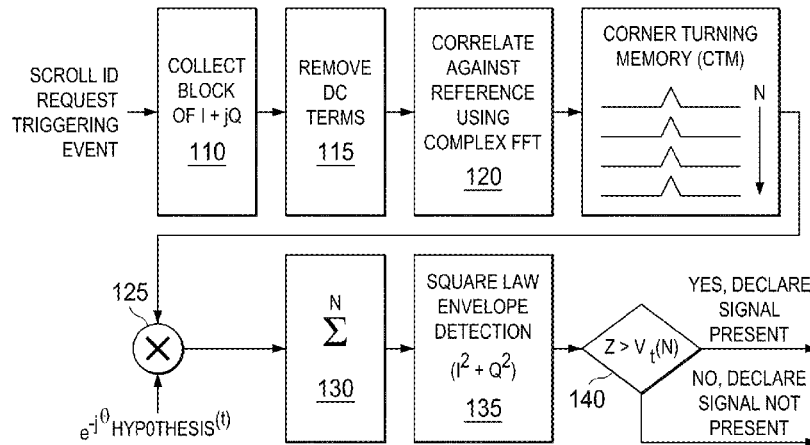 SCROLL ID
REQUEST
TRIGGERING
EVENT
COLLECT
BLOCK
OF I + jQ
110
REMOVE
DC
TERMS
115
CORRELATE
AGAINST
REFERENCE
USING
COMPLEX FFT
120
CORNER TURNING
MEMORY (CTM)
N
125
e^-jθ HYPOTHESIS(t)
N
Σ
130
SQUARE LAW
ENVELOPE
DETECTION
(I² + Q²)
135
Z > V_t(N)
140
YES, DECLARE
SIGNAL
PRESENT
NO, DECLARE
SIGNAL NOT
PRESENT